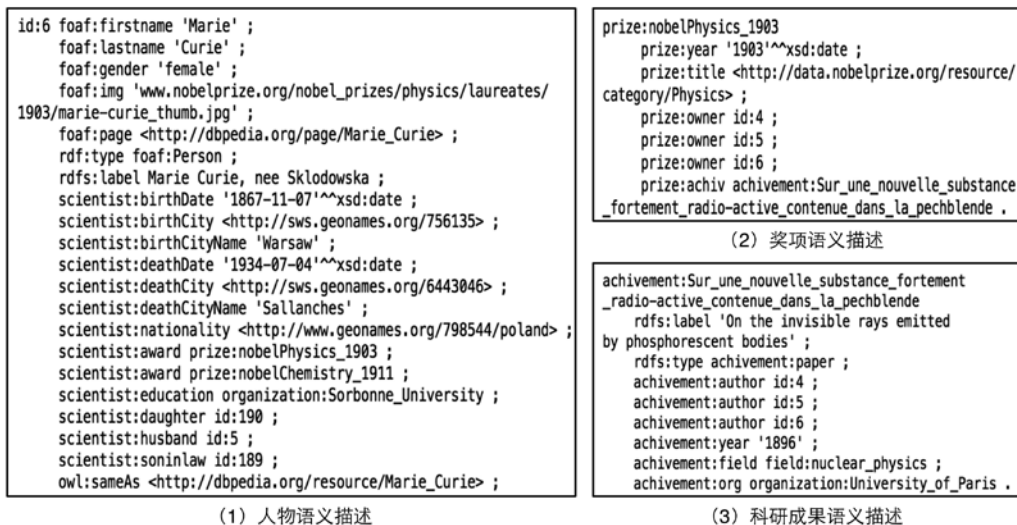 id:6 foaf:firstname 'Marie' ;
foaf:lastname 'Curie' ;
foaf:gender 'female' ;
foaf:img 'www.nobelprize.org/nobel_prizes/physics/laureates/
1903/marie-curie_thumb.jpg' ;
foaf:page <http://dbpedia.org/page/Marie_Curie> ;
rdf:type foaf:Person ;
rdfs:label Marie Curie, nee Sklodowska ;
scientist:birthDate '1867-11-07'^^xsd:date ;
scientist:birthCity <http://sws.geonames.org/756135> ;
scientist:birthCityName 'Warsaw' ;
scientist:deathDate '1934-07-04'^^xsd:date ;
scientist:deathCity <http://sws.geonames.org/6443046> ;
scientist:deathCityName 'Sallanches' ;
scientist:nationality <http://www.geonames.org/798544/poland> ;
scientist:award prize:nobelPhysics_1903 ;
scientist:award prize:nobelChemistry_1911 ;
scientist:education organization:Sorbonne_University ;
scientist:daughter id:190 ;
scientist:husband id:5 ;
scientist:soninlaw id:189 ;
owl:sameAs <http://dbpedia.org/resource/Marie_Curie> ;
（1）人物语义描述
prize:nobelPhysics_1903
prize:year '1903'^^xsd:date ;
prize:title <http://data.nobelprize.org/resource/
category/Physics> ;
prize:owner id:4 ;
prize:owner id:5 ;
prize:owner id:6 ;
prize:achiv achivement:Sur_une_nouvelle_substance
_fortement_radio-active_contenue_dans_la_pechblende .
（2）奖项语义描述
achivement:Sur_une_nouvelle_substance_fortement
_radio-active_contenue_dans_la_pechblende
rdfs:label 'On the invisible rays emitted
by phosphorescent bodies' ;
rdfs:type achivement:paper ;
achivement:author id:4 ;
achivement:author id:5 ;
achivement:author id:6 ;
achivement:year '1896' ;
achivement:field field:nuclear_physics ;
achivement:org organization:University_of_Paris .
（3）科研成果语义描述